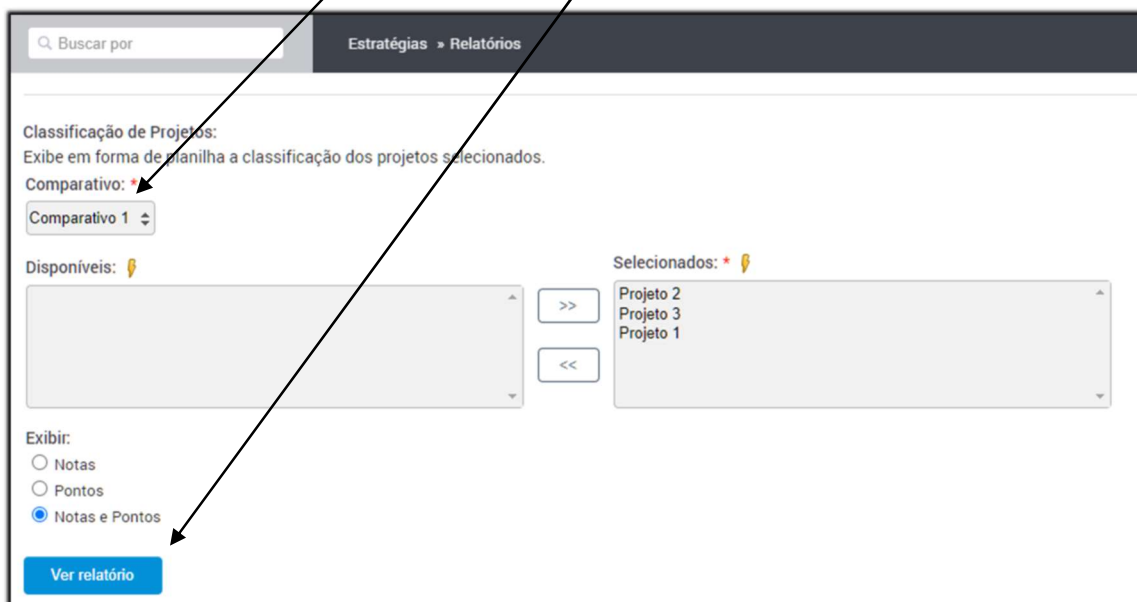 Buscar por
Estratégias » Relatórios
Classificação de Projetos:
Exibe em forma de planilha a classificação dos projetos selecionados.
Comparativo: *
Comparativo 1
Disponíveis:
Selecionados: *
>>
<<
Projeto 2
Projeto 3
Projeto 1
Exibir:
Notas
Pontos
Notas e Pontos
Ver relatório